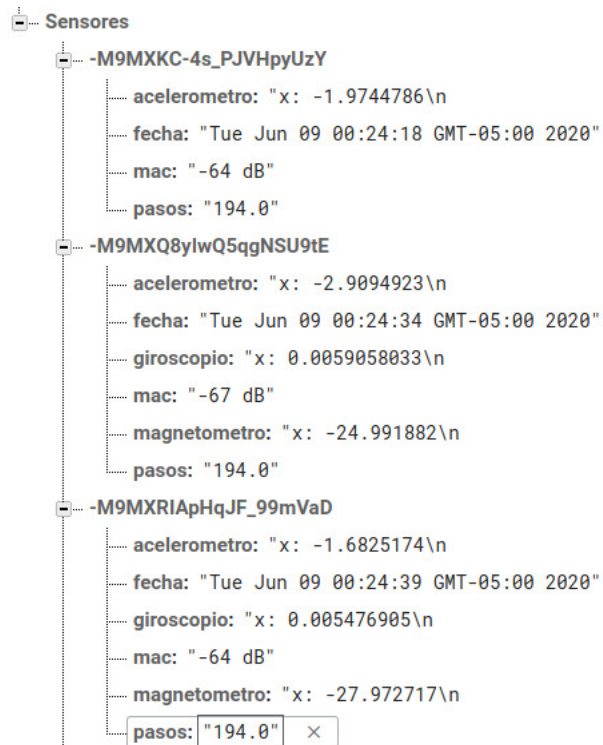 Sensores
-M9MXKC-4s_PJVHpyUzY
acelerometro: "x: -1.9744786\n
fecha: "Tue Jun 09 00:24:18 GMT-05:00 2020"
mac: "-64 dB"
pasos: "194.0"
-M9MXQ8ylwQ5qgNSU9tE
acelerometro: "x: -2.9094923\n
fecha: "Tue Jun 09 00:24:34 GMT-05:00 2020"
giroscopio: "x: 0.0059058033\n
mac: "-67 dB"
magnetometro: "x: -24.991882\n
pasos: "194.0"
-M9MXRIApHqJF_99mVaD
acelerometro: "x: -1.6825174\n
fecha: "Tue Jun 09 00:24:39 GMT-05:00 2020"
giroscopio: "x: 0.005476905\n
mac: "-64 dB"
magnetometro: "x: -27.972717\n
pasos: "194.0" ×